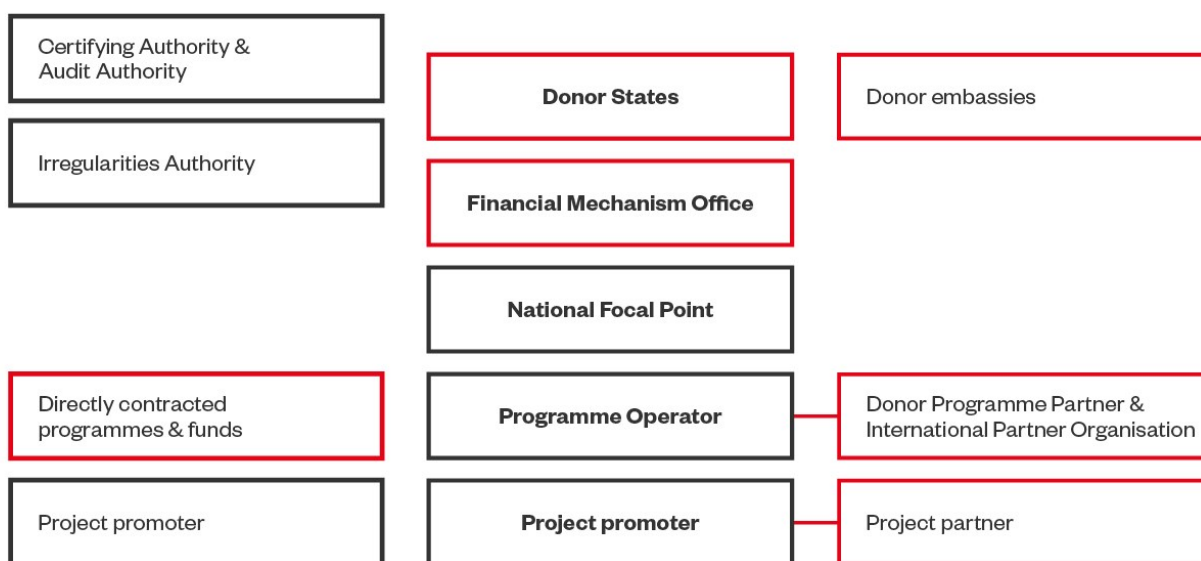 Certifying Authority &
Audit Authority
Irregularities Authority
Directly contracted
programmes & funds
Project promoter
Donor States
Financial Mechanism Office
National Focal Point
Programme Operator
Project promoter
Donor embassies
Donor Programme Partner &
International Partner Organisation
Project partner